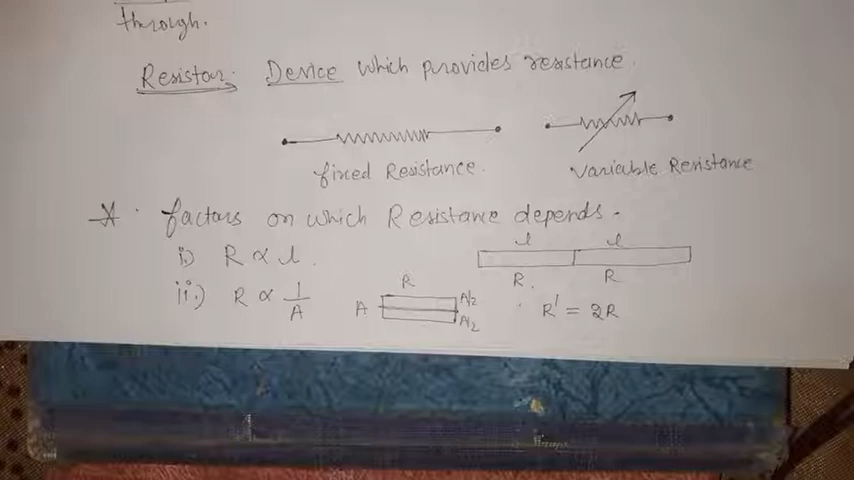 through.
Resistor. Device which provides resistance.
fixed Resistance.
Variable Resistance
* factors on which Resistance depends.
i) R ∝ l.
l l
R. R
ii.) R ∝ 1/A
R
A A/2
A/2
R' = 2R